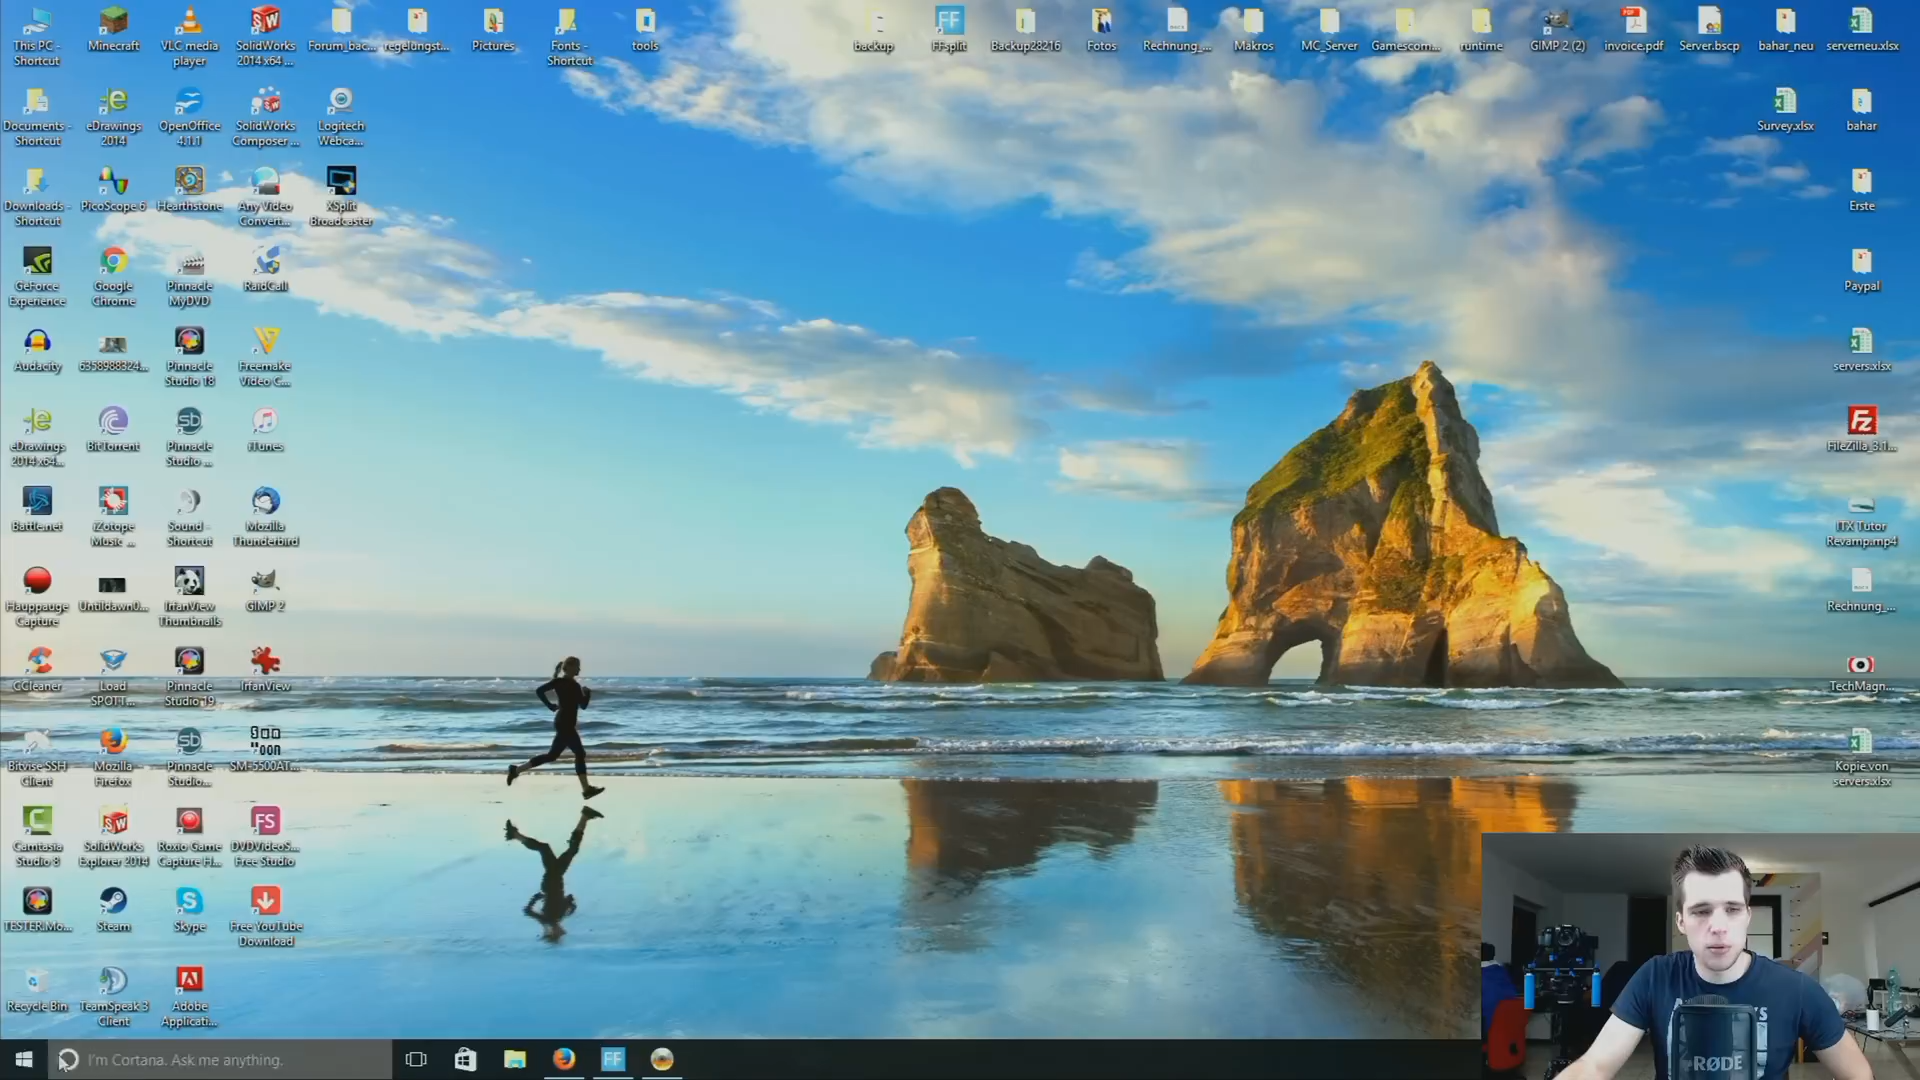 This PC -
Shortcut
Minecraft
VLC media
player
SolidWorks
2014 x64 ...
Forum_bac...
regelungst...
Pictures
Fonts -
Shortcut
tools
backup
FFsplit
Backup28216
Fotos
Rechnung_...
Makros
MC_Server
Gamescom...
runtime
GIMP 2 (2)
invoice.pdf
Server.bscp
bahar_neu
serverneu.xlsx
Documents -
Shortcut
eDrawings
2014
OpenOffice
4.1.1
SolidWorks
Composer ...
Logitech
Webca...
Survey.xlsx
bahar
Downloads -
Shortcut
PicoScope 6
Hearthstone
Any Video
Convert...
XSplit
Broadcaster
Erste
GeForce
Experience
Google
Chrome
Pinnacle
MyDVD
RaidCall
Paypal
Audacity
6358988324...
Pinnacle
Studio 18
Freemake
Video C...
servers.xlsx
eDrawings
2014 x64...
BitTorrent
Pinnacle
Studio ...
iTunes
FileZilla_3.1...
Battle.net
iZotope
Music ...
Sound -
Shortcut
Mozilla
Thunderbird
ITX Tutor
Revamp.mp4
Hauppauge
Capture
Untildawn0...
IrfanView
Thumbnails
GIMP 2
Rechnung_...
CCleaner
Load
SPOTT...
Pinnacle
Studio 19
IrfanView
TechMagn...
Bitvise SSH
Client
Mozilla
Firefox
Pinnacle
Studio...
SM-5500AT...
Kopie von
servers.xlsx
Camtasia
Studio 8
SolidWorks
Explorer 2014
Roxio Game
Capture H...
DVDVideoS...
Free Studio
TESTER.Mo...
Steam
Skype
Free YouTube
Download
Recycle Bin
TeamSpeak 3
Client
Adobe
Applicati...
I'm Cortana. Ask me anything.
FF
RØDE